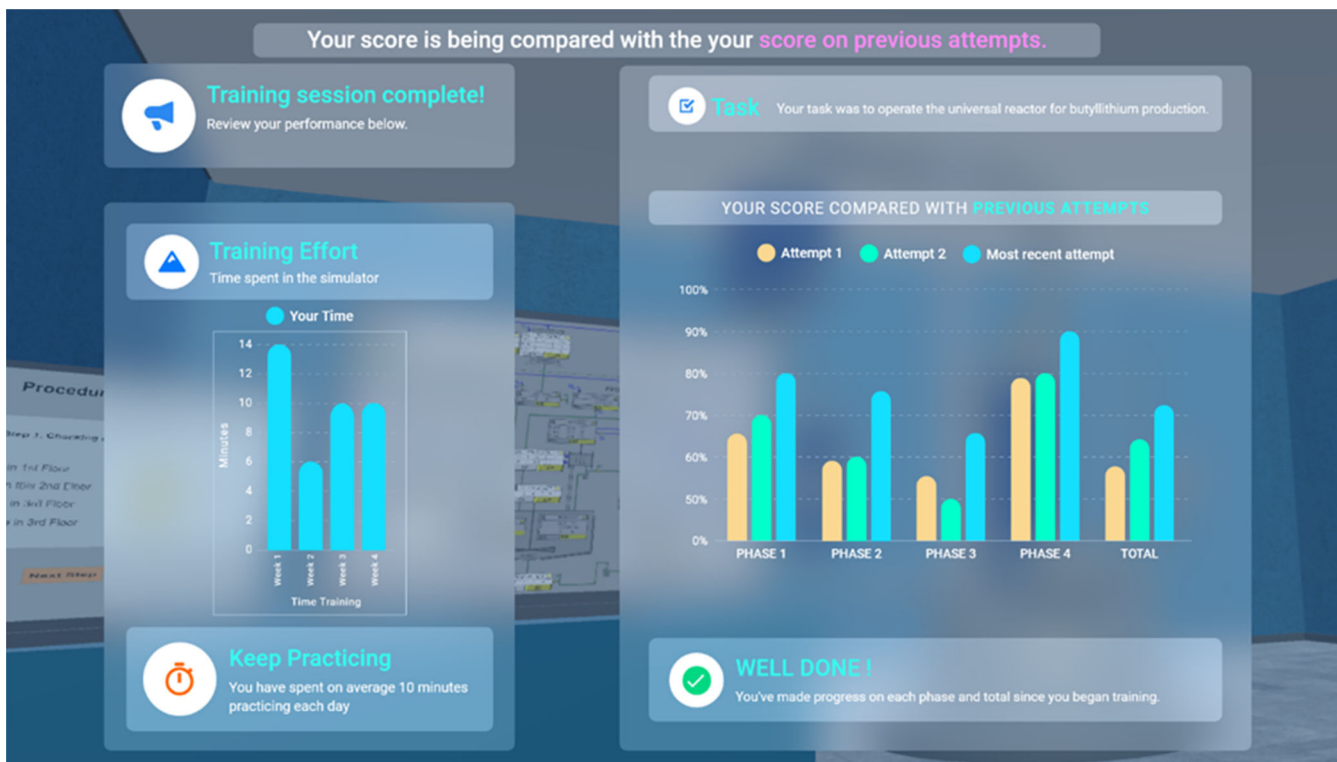 Your score is being compared with the your score on previous attempts.
Training session complete!
Review your performance below.
Training Effort
Time spent in the simulator
Your Time
14
12
10
8
6
4
2
0
Minutes
Week 1
Week 2
Week 3
Week 4
Time Training
Keep Practicing
You have spent on average 10 minutes
practicing each day
Task
Your task was to operate the universal reactor for butyllithium production.
YOUR SCORE COMPARED WITH PREVIOUS ATTEMPTS
Attempt 1
Attempt 2
Most recent attempt
100%
90%
80%
70%
60%
50%
0%
PHASE 1
PHASE 2
PHASE 3
PHASE 4
TOTAL
WELL DONE !
You've made progress on each phase and total since you began training.
Procedur
Step 1.
in 1st Floor
2nd Floor
in 3rd Floor
in 3rd Floor
Next Step